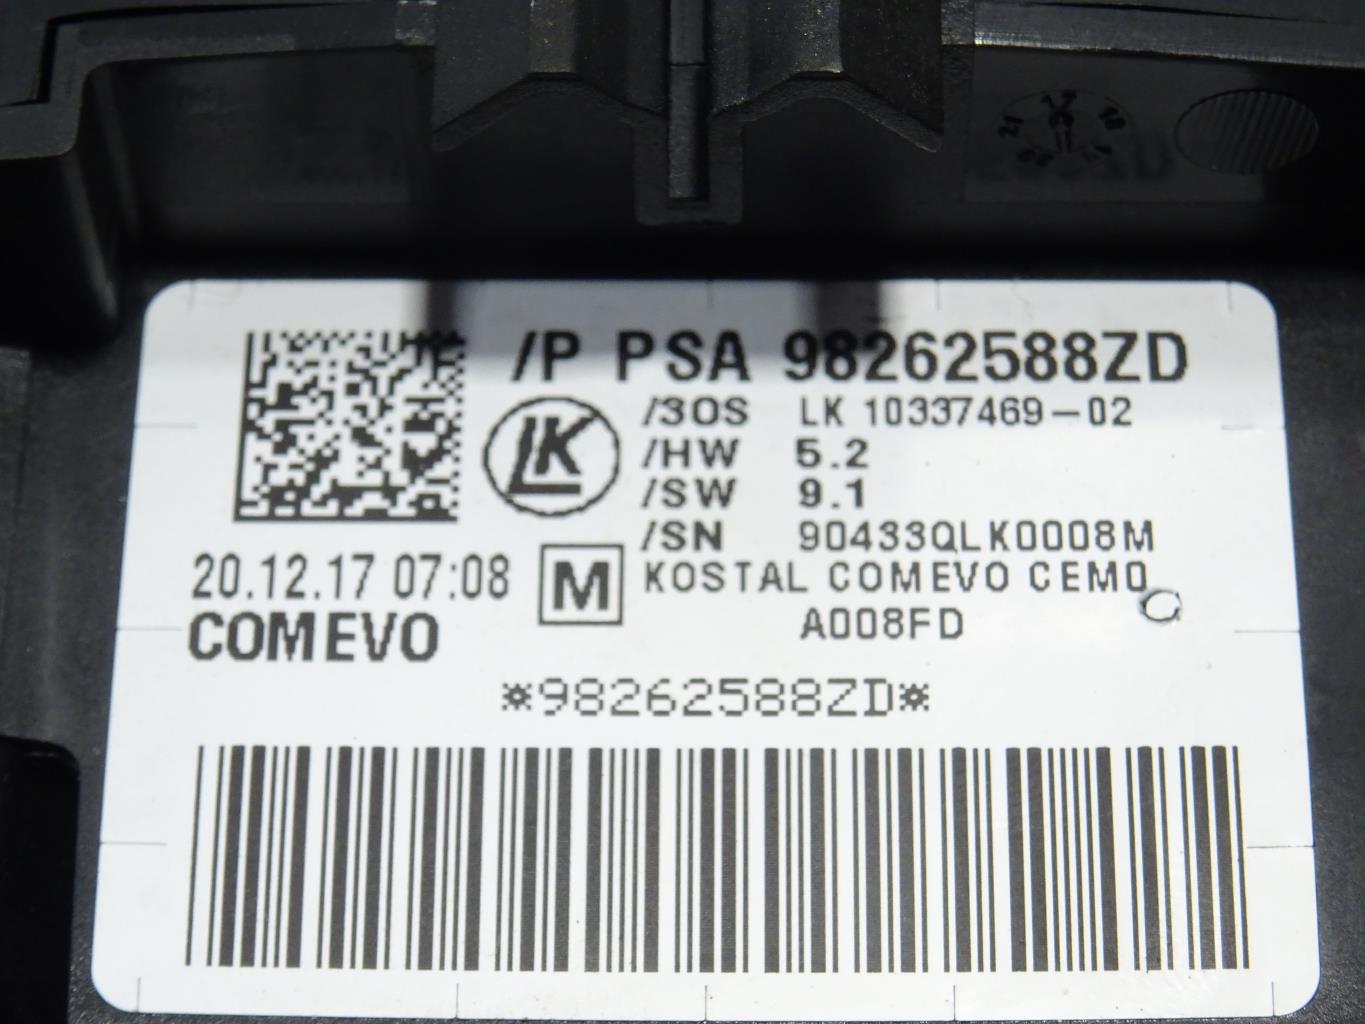 /P PSA 98262588ZD
LK
/3OS LK 10337469-02
/HW 5.2
/SW 9.1
/SN 90433QLK0008M
20.12.17 07:08
M
KOSTAL COMEVO CEMO
A008FD
COMEVO
*98262588ZD*